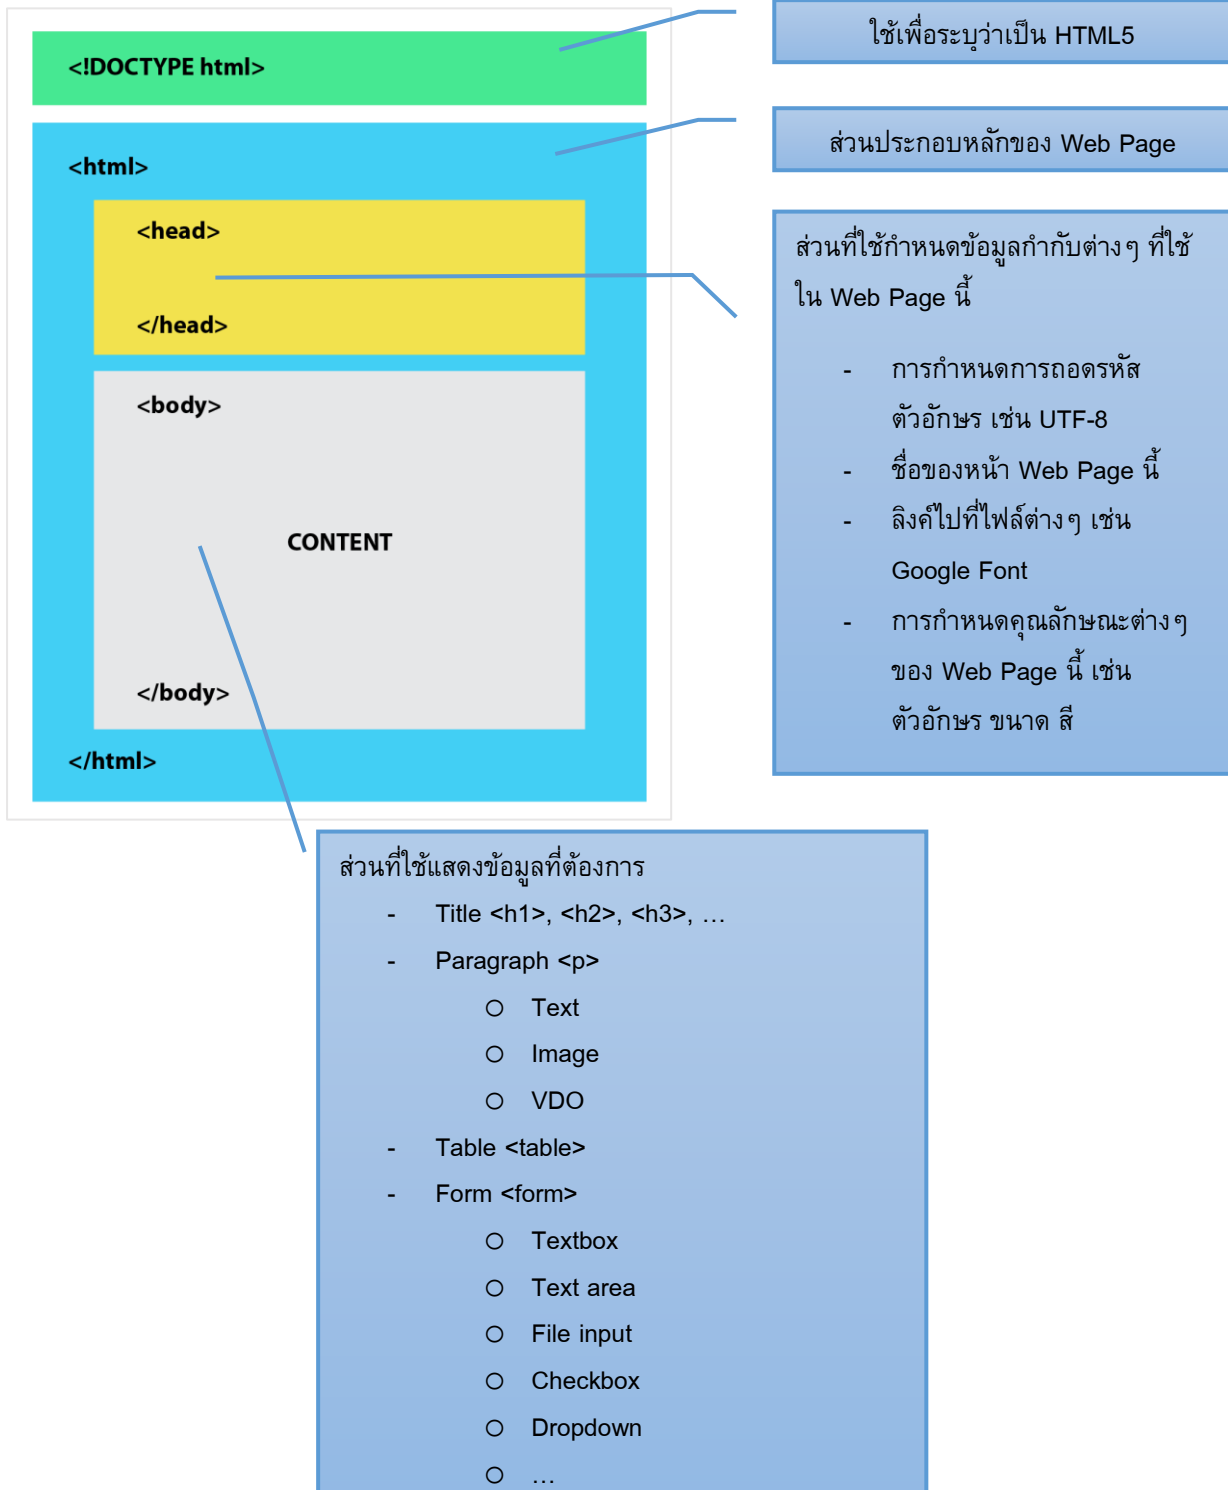 <!DOCTYPE html>
<html>
<head>
</head>
<body>
CONTENT
</body>
</html>
ใช้เพื่อระบุว่าเป็น HTML5
ส่วนประกอบหลักของ Web Page
ส่วนที่ใช้กำหนดข้อมูลกำกับต่างๆ ที่ใช้
ใน Web Page นี้
- การกำหนดการถอดรหัส
ตัวอักษร เช่น UTF-8
- ชื่อของหน้า Web Page นี้
- ลิงค์ไปที่ไฟล์ต่างๆ เช่น
Google Font
- การกำหนดคุณลักษณะต่างๆ
ของ Web Page นี้ เช่น
ตัวอักษร ขนาด สี
ส่วนที่ใช้แสดงข้อมูลที่ต้องการ
- Title <h1>, <h2>, <h3>, …
- Paragraph <p>
○ Text
○ Image
○ VDO
- Table <table>
- Form <form>
○ Textbox
○ Text area
○ File input
○ Checkbox
○ Dropdown
○ …